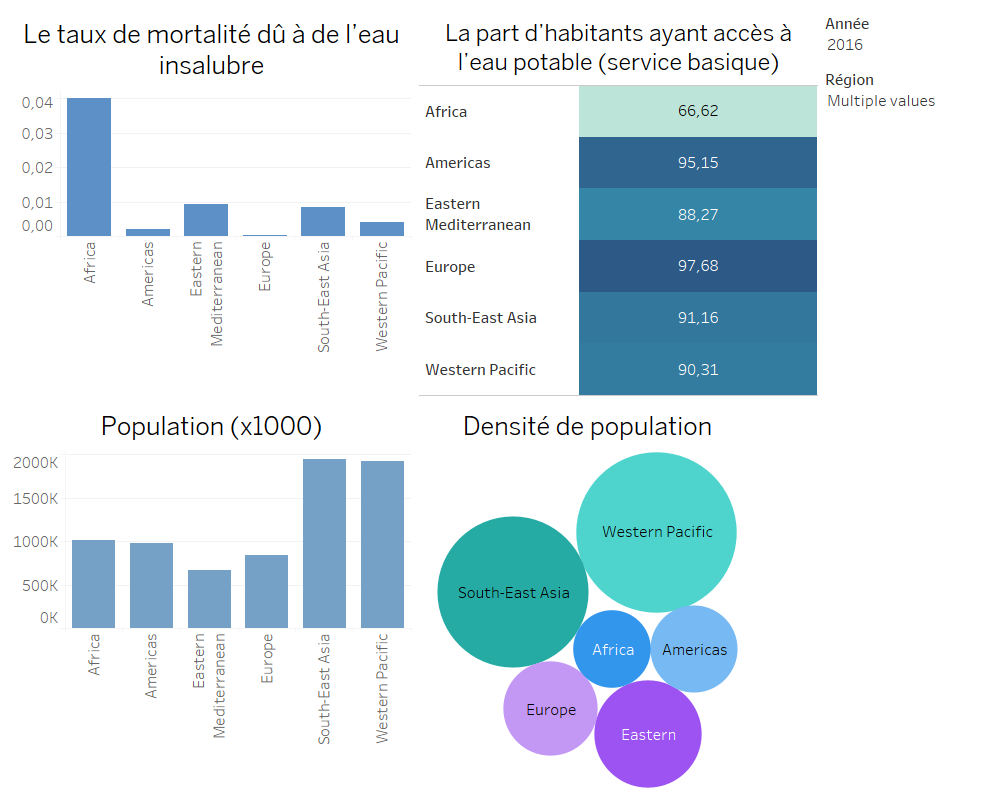 Le taux de mortalité dû à de l’eau
insalubre
0,04
0,03
0,02
0,01
0,00
Africa
Americas
Eastern
Mediterranean
Europe
South-East Asia
Western Pacific
La part d’habitants ayant accès à
l’eau potable (service basique)
Africa 66,62
Americas 95,15
Eastern
Mediterranean 88,27
Europe 97,68
South-East Asia 91,16
Western Pacific 90,31
Année
2016
Région
Multiple values
Population (x1000)
2000K
1500K
1000K
500K
0K
Africa
Americas
Eastern
Mediterranean
Europe
South-East Asia
Western Pacific
Densité de population
Western Pacific
South-East Asia
Africa
Americas
Europe
Eastern